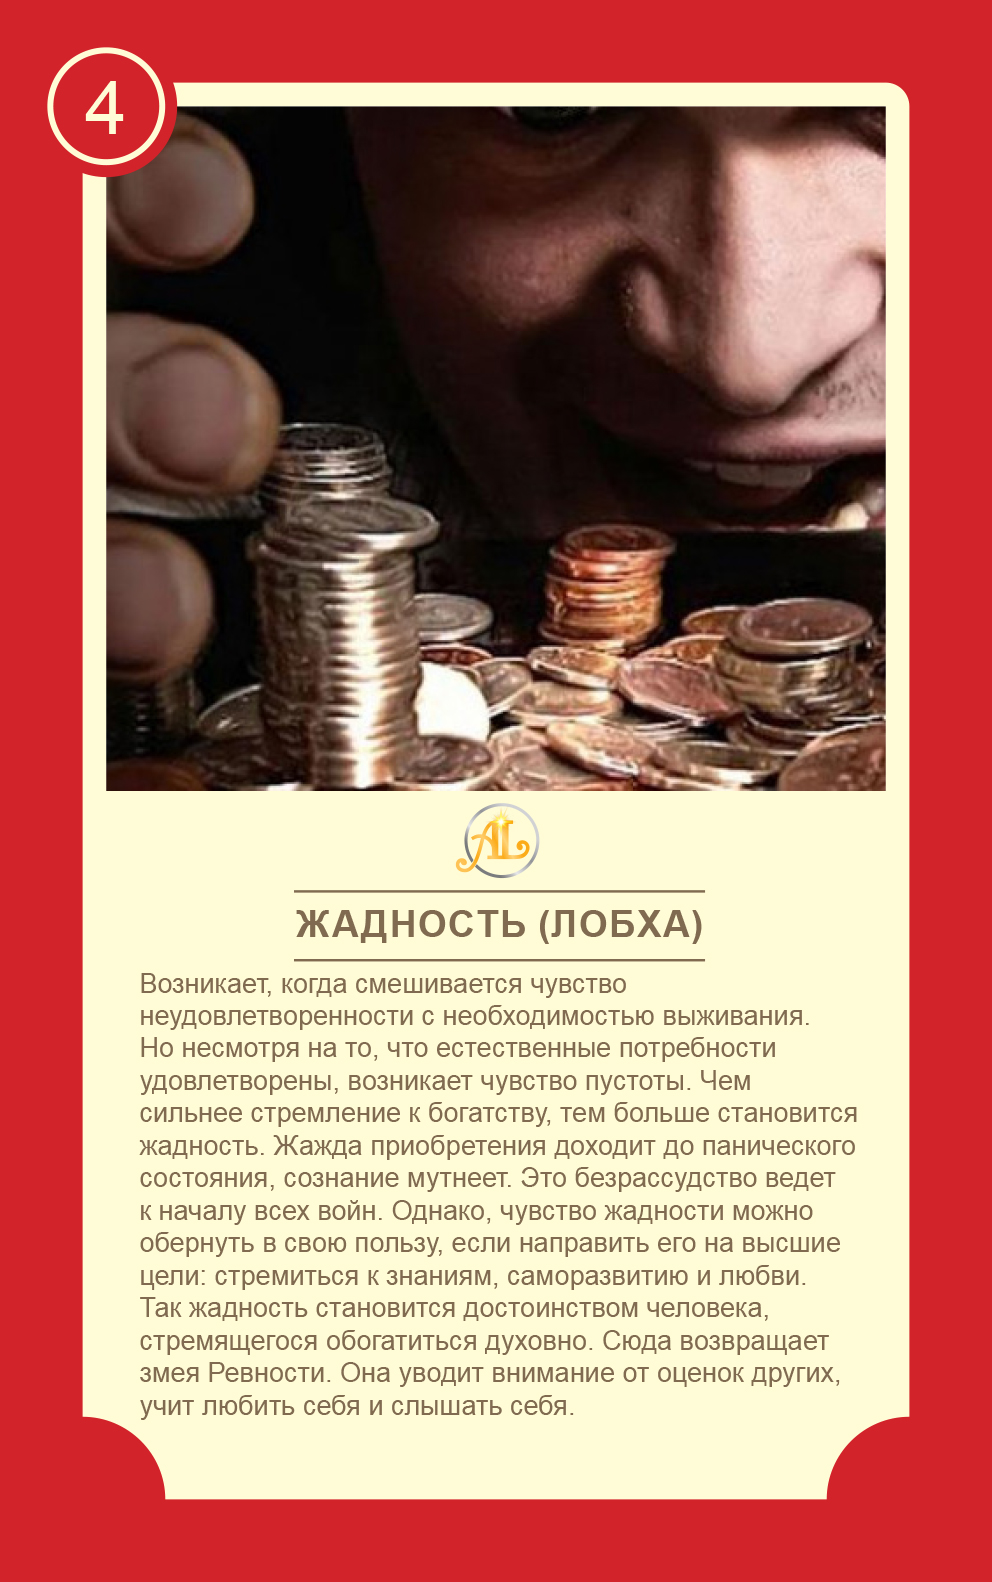 4
AL
ЖАДНОСТЬ (ЛОБХА)
Возникает, когда смешивается чувство
неудовлетворенности с необходимостью выживания.
Но несмотря на то, что естественные потребности
удовлетворены, возникает чувство пустоты. Чем
сильнее стремление к богатству, тем больше становится
жадность. Жажда приобретения доходит до панического
состояния, сознание мутнеет. Это безрассудство ведет
к началу всех войн. Однако, чувство жадности можно
обернуть в свою пользу, если направить его на высшие
цели: стремиться к знаниям, саморазвитию и любви.
Так жадность становится достоинством человека,
стремящегося обогатиться духовно. Сюда возвращает
змея Ревности. Она уводит внимание от оценок других,
учит любить себя и слышать себя.